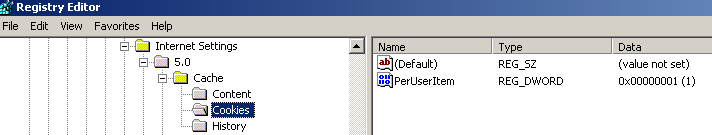 Registry Editor
File Edit View Favorites Help
Internet Settings
5.0
Cache
Content
Cookies
History
Name Type Data
(Default) REG_SZ (value not set)
PerUserItem REG_DWORD 0x00000001 (1)